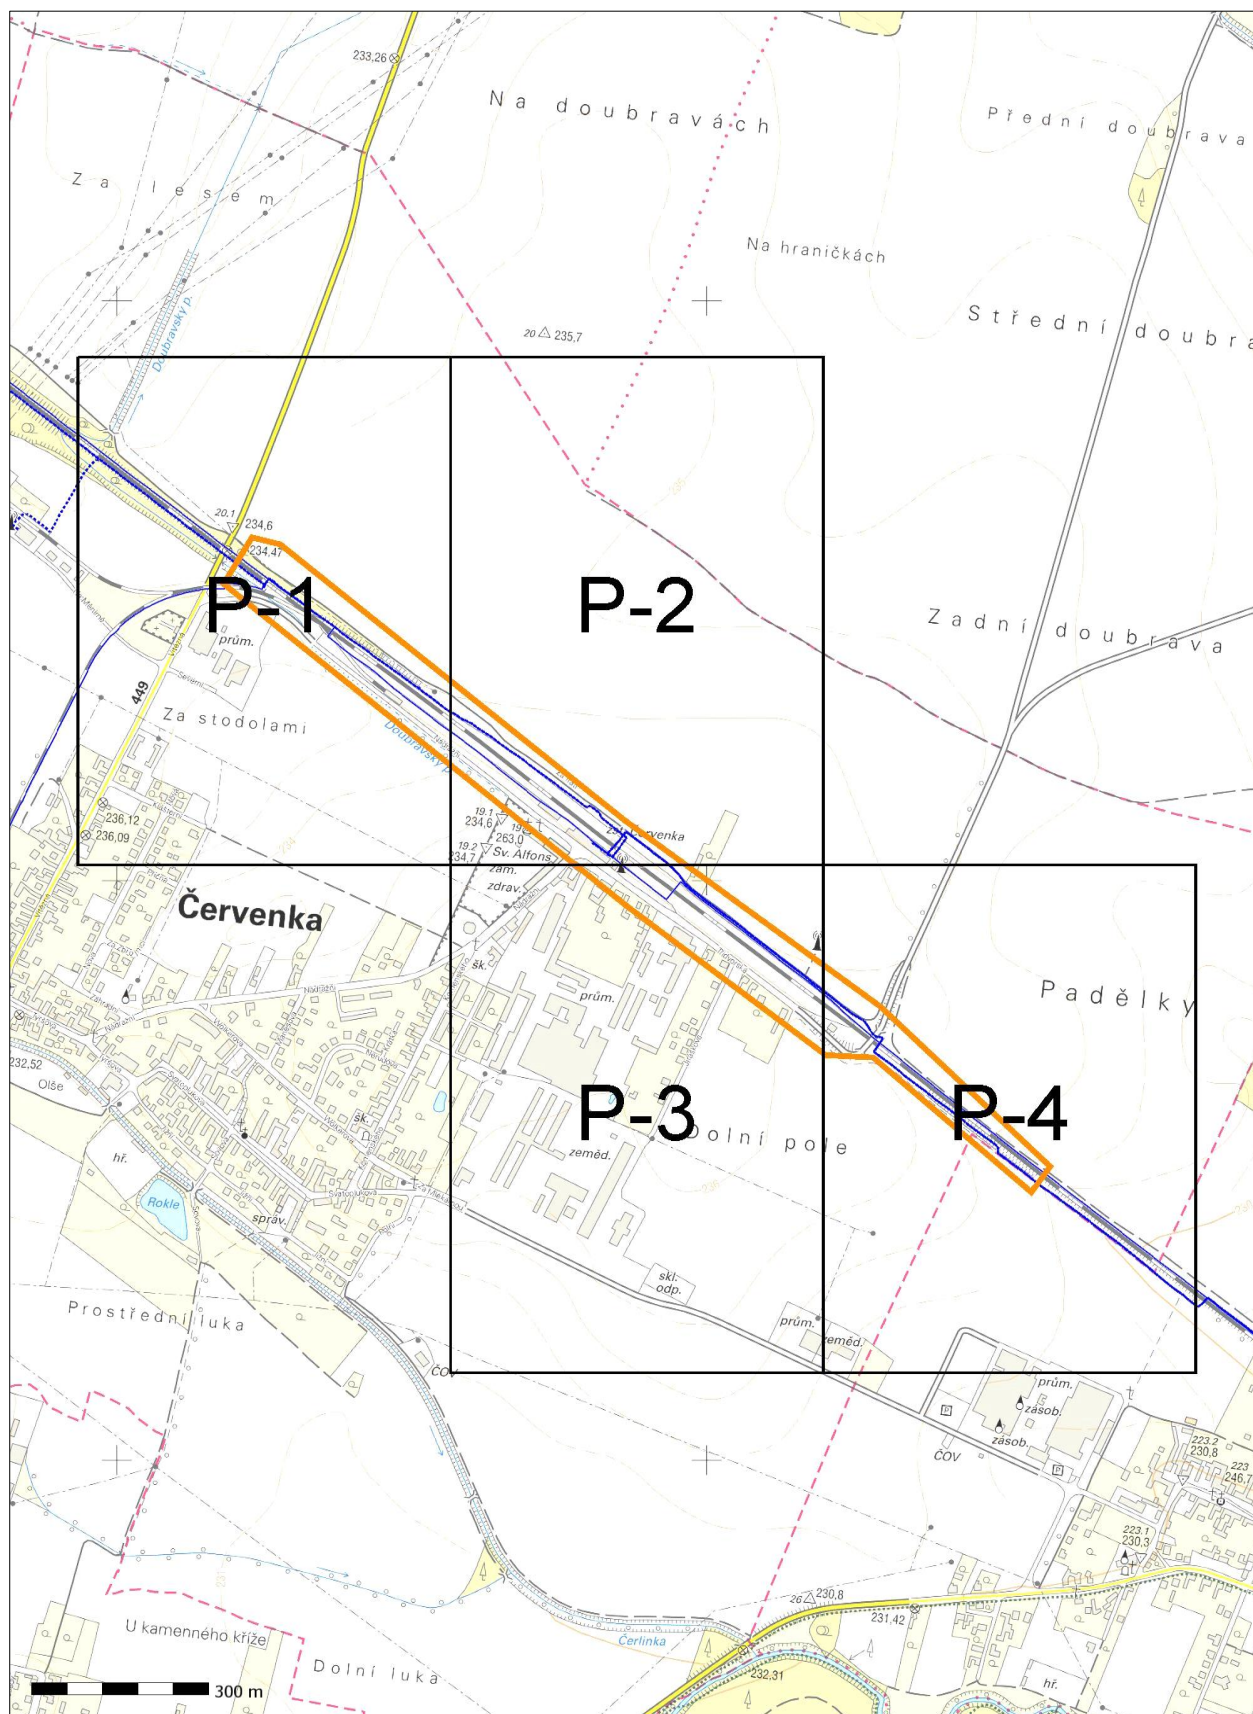 233,26
Na doubravách
Přední doubrava
Za lesem
Na hraničkách
Doubravský p.
Střední doubra
20 235,7
20.1
234,6
234,47
P-1
P-2
prům.
Zadní doubrava
449
Za stodolami
Doubravský p.
236,12
236,09
19.1
234,6
263,0
19.2
234,7
Sv. Alfons
zám.
zdrav.
Červenka
Nádražní
šk.
prům.
Padělky
232,52
Olše
P-3
P-4
šk.
Dolní pole
hř.
zeměd.
Rokle
Svatoplukova
správ.
skl.
odp.
Prostřední luka
prům.
zeměd.
ČOV
prům.
zásob.
zásob.
ČOV
223.2
230,8
223
246,7
223.1
230,3
26 230,8
231,42
U kamenného kříže
Čerlinka
Dolní luka
232,31
hř.
300 m